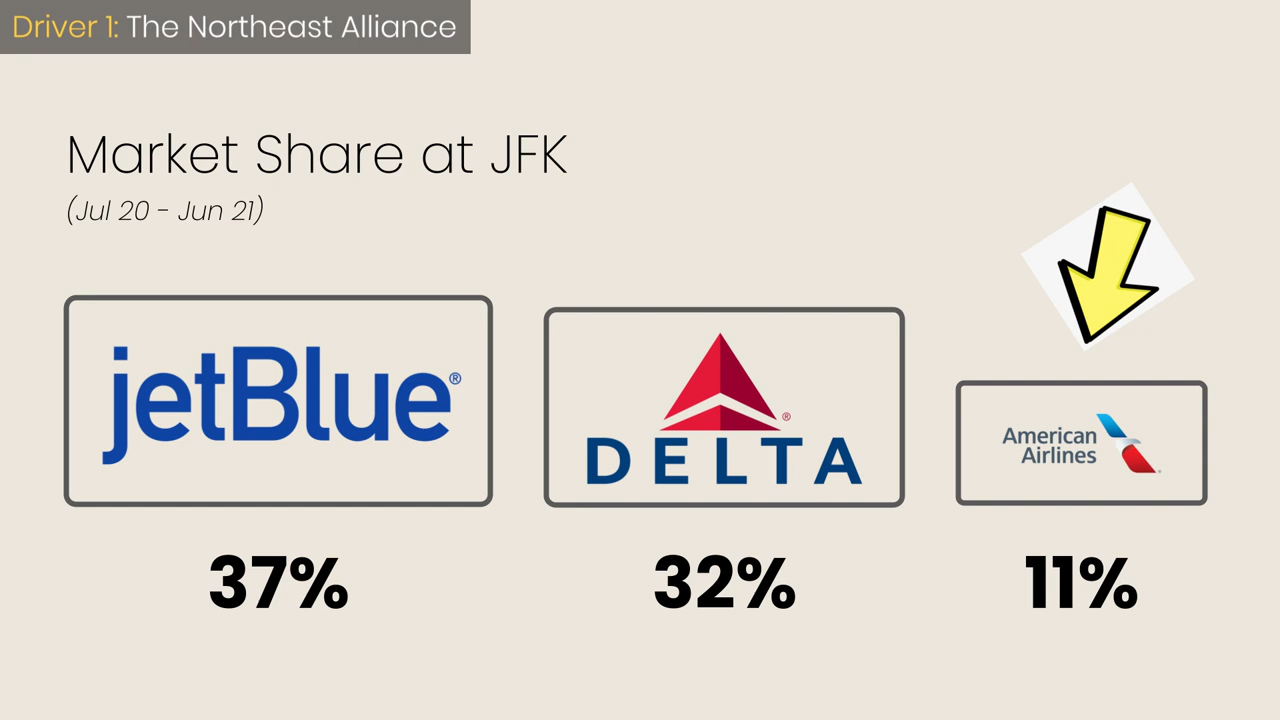 Driver 1: The Northeast Alliance
Market Share at JFK
(Jul 20 - Jun 21)
jetBlue®
DELTA®
American
Airlines
37%
32%
11%